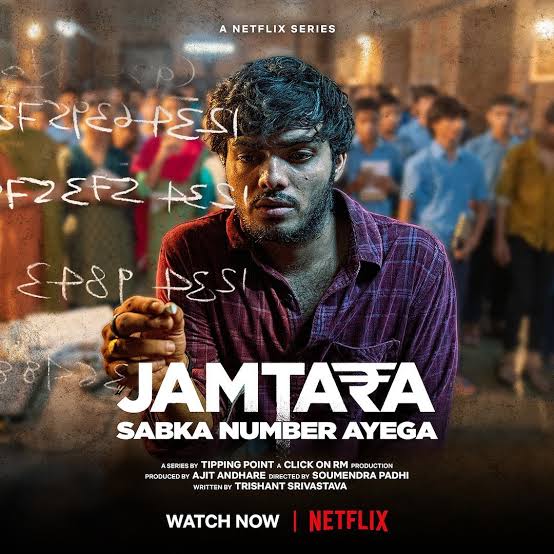 A NETFLIX SERIES
JAMTARA
SABKA NUMBER AYEGA
A SERIES BY TIPPING POINT A CLICK ON RM PRODUCTION
PRODUCED BY AJIT ANDHARE DIRECTED BY SOUMENDRA PADHI
WRITTEN BY TRISHANT SRIVASTAVA
WATCH NOW | NETFLIX